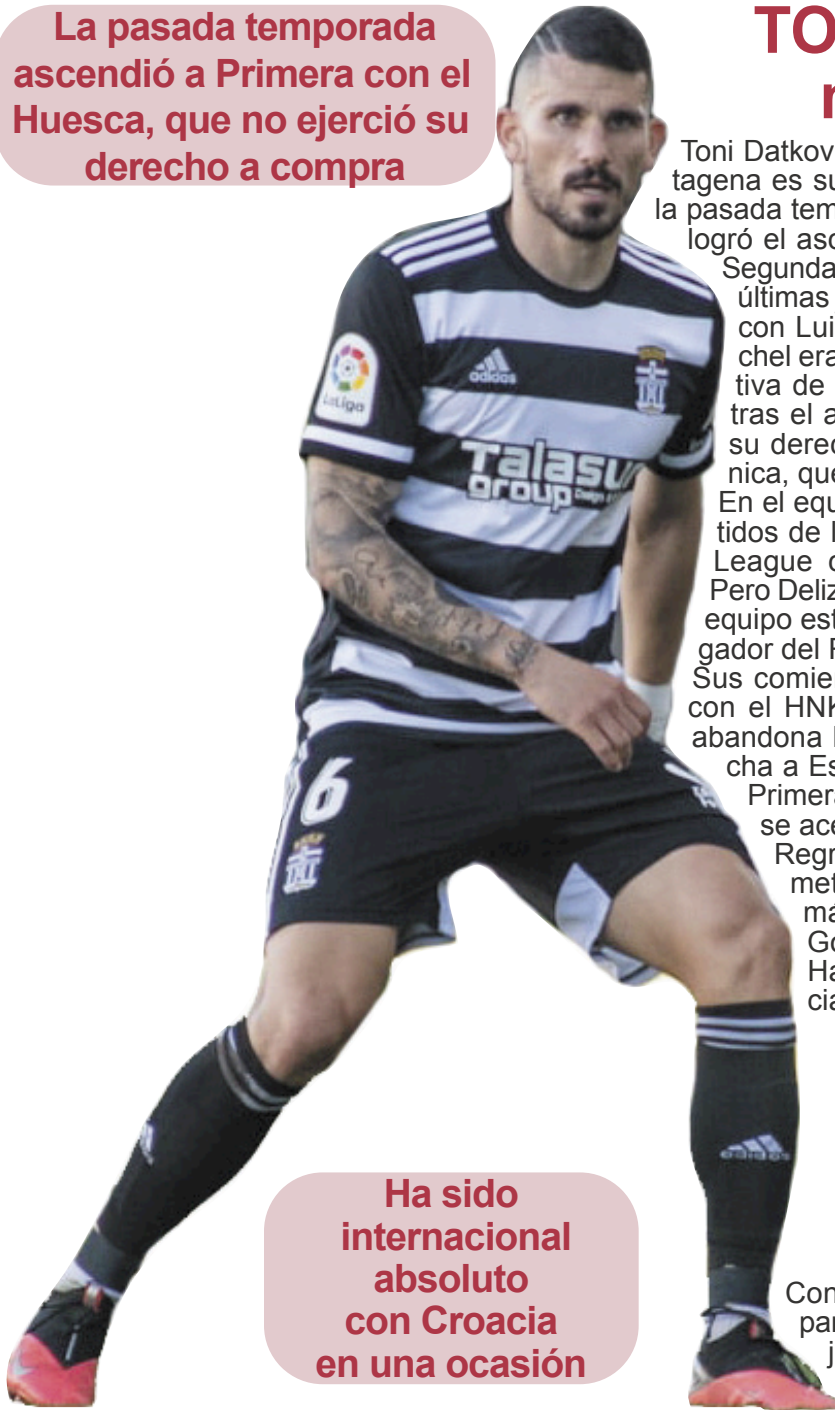 La pasada temporada
ascendió a Primera con el
Huesca, que no ejerció su
derecho a compra
TO
Toni Datkov
tagena es su
la pasada tem
logró el asc
Segunda
últimas
con Lui
chel era
tiva de
tras el a
su derec
nica, que
En el equ
tidos de l
League c
Pero Deliz
equipo est
gador del
Sus comie
con el HNK
abandona
cha a Es
Primera
se ace
Regr
met
má
Go
Ha
cia
Con
par
j
LaLiga
adidas
Talasur
group
6
adidas
Ha sido
internacional
absoluto
con Croacia
en una ocasión